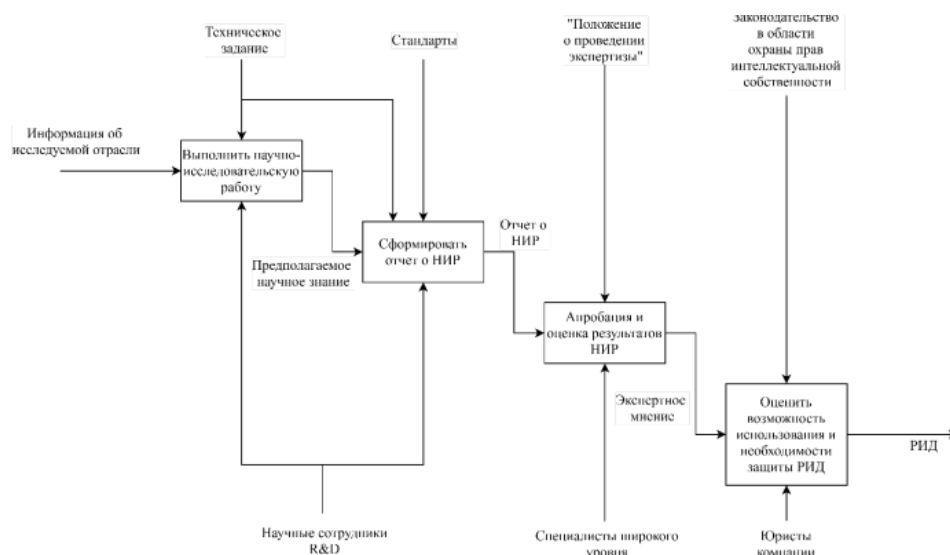 Техническое
задание
Стандарты
"Положение
о проведении
экспертизы"
Законодательство
в области
охраны прав
интеллектуальной
собственности
Информация об
исследуемой отрасли
Выполнить научно-
исследовательскую
работу
Предполагаемое
научное знание
Сформировать
отчет о НИР
Отчет о
НИР
Апробация и
оценка результатов
НИР
Экспертное
мнение
Оценить
возможность
использования и
необходимости
защиты РИД
РИД
Научные сотрудники
R&D
Специалисты широкого
уровня
Юристы
компании